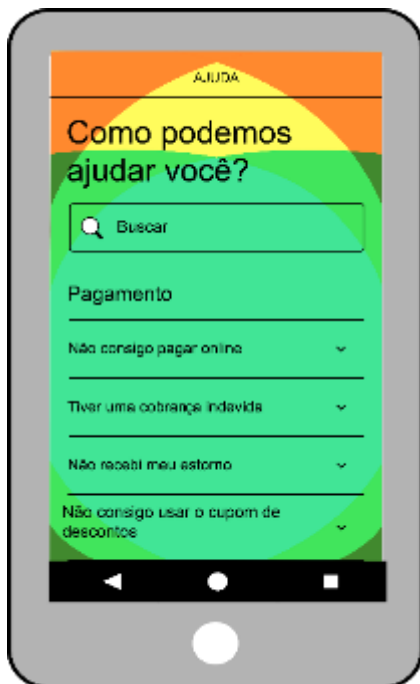 AJUDA
Como podemos
ajudar você?
Buscar
Pagamento
Não consigo pagar online
Tiver uma cobrança indevida
Não recebi meu estorno
Não consigo usar o cupom de
descontos